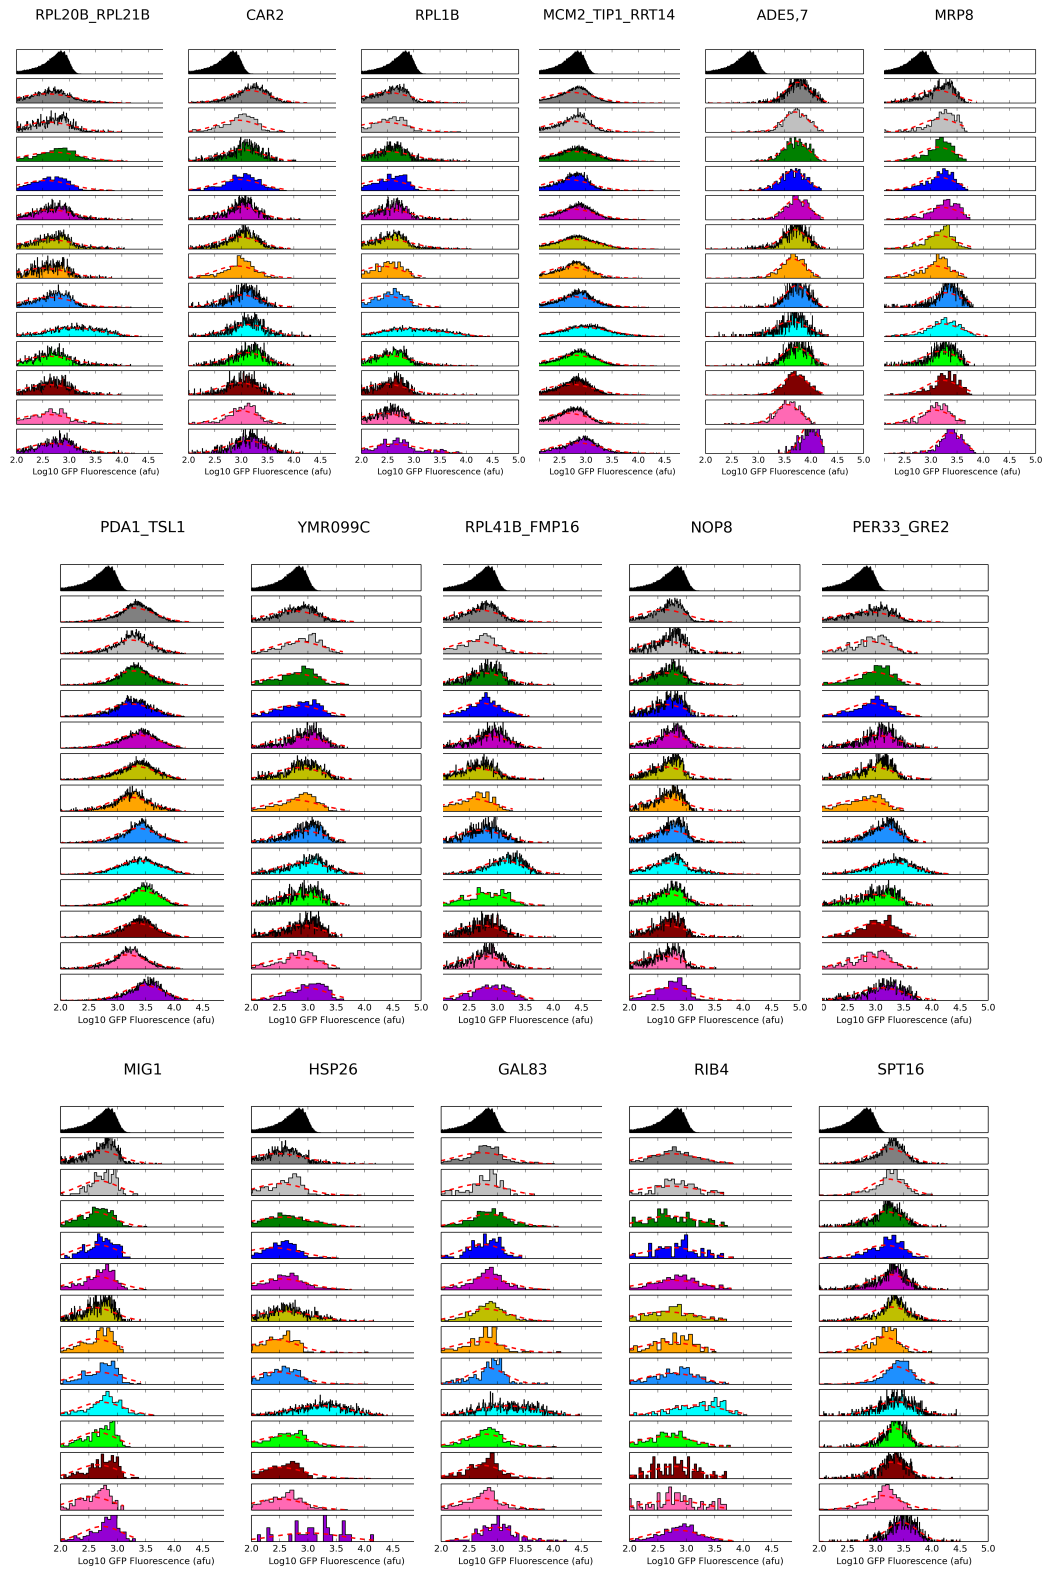 RPL20B_RPL21B CAR2 RPL1B MCM2_TIP1_RRT14 ADE5,7 MRP8
2.0 2.5 3.0 3.5 4.0 4.5 2.0 2.5 3.0 3.5 4.0 4.5 2.0 2.5 3.0 3.5 4.0 4.5 5.0 2.5 3.0 3.5 4.0 4.5 2.0 2.5 3.0 3.5 4.0 4.5 5.0 2.5 3.0 3.5 4.0 4.5 5.0
Log10 GFP Fluorescence (afu) Log10 GFP Fluorescence (afu) Log10 GFP Fluorescence (afu) Log10 GFP Fluorescence (afu) Log10 GFP Fluorescence (afu) Log10 GFP Fluorescence (afu)
PDA1_TSL1 YMR099C RPL41B_FMP16 NOP8 PER33_GRE2
2.0 2.5 3.0 3.5 4.0 4.5 2.0 2.5 3.0 3.5 4.0 4.5 5.0 .0 2.5 3.0 3.5 4.0 4.5 2.0 2.5 3.0 3.5 4.0 4.5 5.0 .0 2.5 3.0 3.5 4.0 4.5 5.0
Log10 GFP Fluorescence (afu) Log10 GFP Fluorescence (afu) Log10 GFP Fluorescence (afu) Log10 GFP Fluorescence (afu) Log10 GFP Fluorescence (afu)
MIG1 HSP26 GAL83 RIB4 SPT16
2.0 2.5 3.0 3.5 4.0 4.5 2.0 2.5 3.0 3.5 4.0 4.5 2.0 2.5 3.0 3.5 4.0 4.5 2.0 2.5 3.0 3.5 4.0 4.5 2.0 2.5 3.0 3.5 4.0 4.5 5.0
Log10 GFP Fluorescence (afu) Log10 GFP Fluorescence (afu) Log10 GFP Fluorescence (afu) Log10 GFP Fluorescence (afu) Log10 GFP Fluorescence (afu)